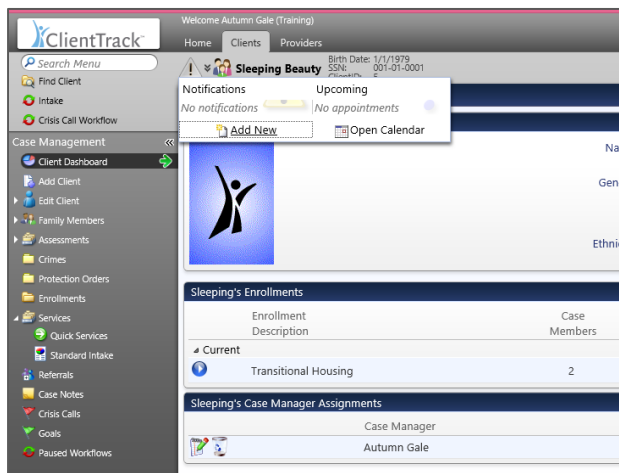 Welcome Autumn Gale (Training)
ClientTrack
Home Clients Providers
Search Menu
Find Client
Intake
Crisis Call Workflow
Case Management
Client Dashboard
Add Client
Edit Client
Family Members
Assessments
Crimes
Protection Orders
Enrollments
Services
Quick Services
Standard Intake
Referrals
Case Notes
Crisis Calls
Goals
Paused Workflows
Sleeping Beauty
Birth Date: 1/1/1979
SSN: 001-01-0001
ClientID: 5
Notifications Upcoming
No notifications No appointments
Add New Open Calendar
Na
Gen
Ethni
Sleeping's Enrollments
Enrollment Description
Case Members
Current
Transitional Housing 2
Sleeping's Case Manager Assignments
Case Manager
Autumn Gale